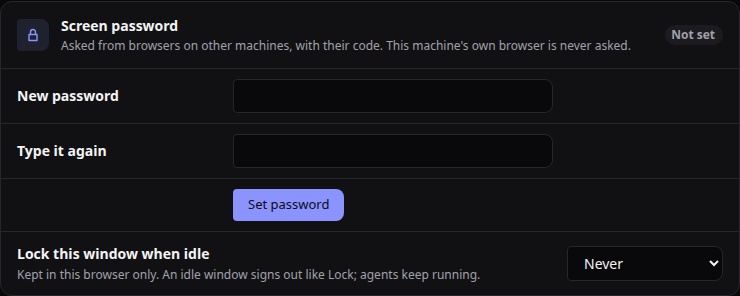 Screen password
Asked from browsers on other machines, with their code. This machine's own browser is never asked.
Not set
New password
Type it again
Set password
Lock this window when idle
Kept in this browser only. An idle window signs out like Lock; agents keep running.
Never